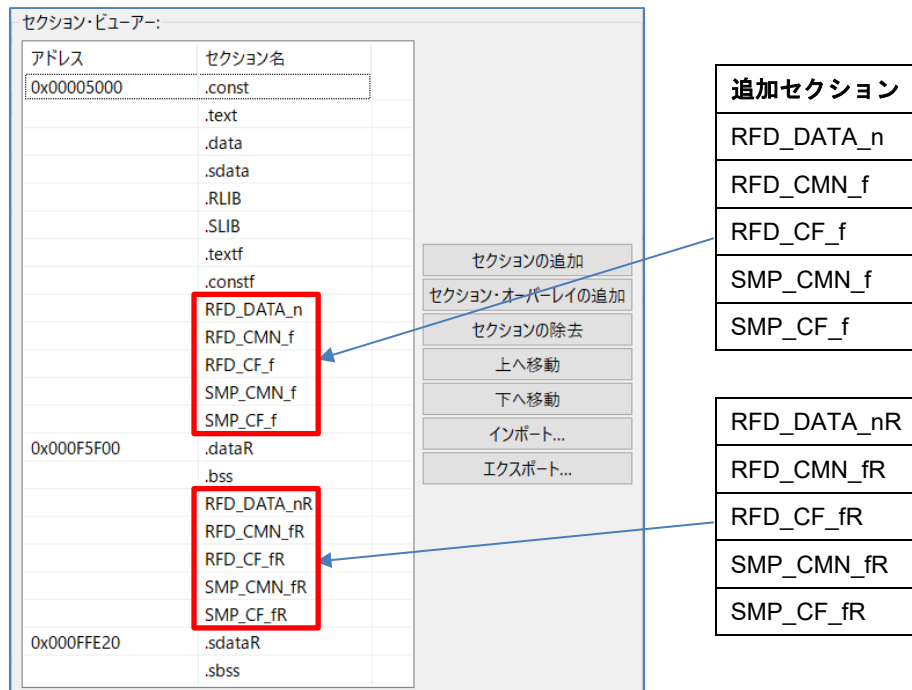 セクション・ビューアー:
アドレス セクション名
0x00005000 .const
.text
.data
.sdata
.RLIB
.SLIB
.textf
.constf
RFD_DATA_n
RFD_CMN_f
RFD_CF_f
SMP_CMN_f
SMP_CF_f
0x000F5F00 .dataR
.bss
RFD_DATA_nR
RFD_CMN_fR
RFD_CF_fR
SMP_CMN_fR
SMP_CF_fR
0x000FFE20 .sdataR
.sbss
セクションの追加
セクション・オーバーレイの追加
セクションの除去
上へ移動
下へ移動
インポート...
エクスポート...
追加セクション
RFD_DATA_n
RFD_CMN_f
RFD_CF_f
SMP_CMN_f
SMP_CF_f
RFD_DATA_nR
RFD_CMN_fR
RFD_CF_fR
SMP_CMN_fR
SMP_CF_fR